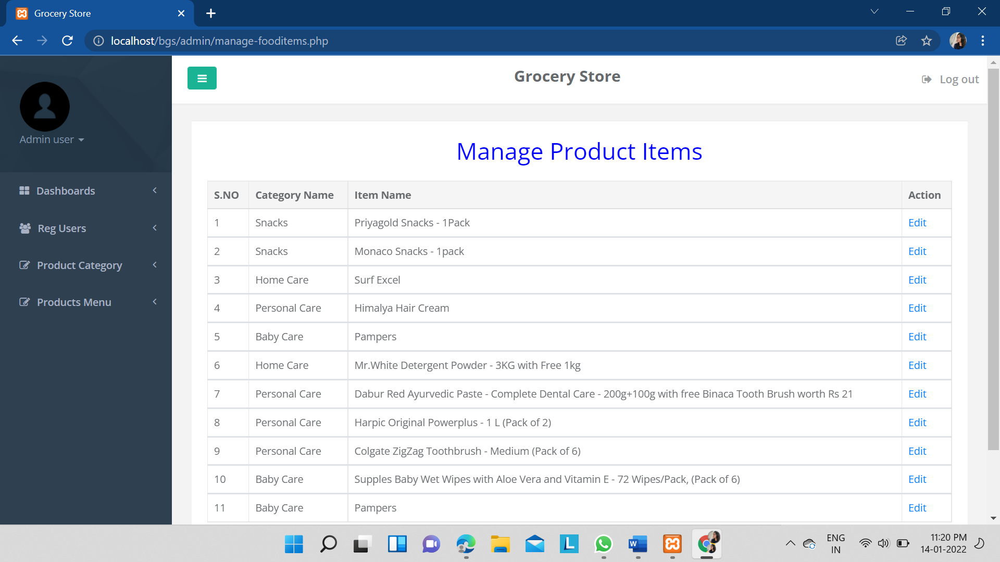 Grocery Store
localhost/bgs/admin/manage-fooditems.php
Grocery Store
Log out
Admin user
Dashboards
Reg Users
Product Category
Products Menu
Manage Product Items
S.NO Category Name Item Name Action
1 Snacks Priyagold Snacks - 1Pack Edit
2 Snacks Monaco Snacks - 1pack Edit
3 Home Care Surf Excel Edit
4 Personal Care Himalya Hair Cream Edit
5 Baby Care Pampers Edit
6 Home Care Mr.White Detergent Powder - 3KG with Free 1kg Edit
7 Personal Care Dabur Red Ayurvedic Paste - Complete Dental Care - 200g+100g with free Binaca Tooth Brush worth Rs 21 Edit
8 Personal Care Harpic Original Powerplus - 1 L (Pack of 2) Edit
9 Personal Care Colgate ZigZag Toothbrush - Medium (Pack of 6) Edit
10 Baby Care Supples Baby Wet Wipes with Aloe Vera and Vitamin E - 72 Wipes/Pack, (Pack of 6) Edit
11 Baby Care Pampers Edit
L
W
ENG
IN
11:20 PM
14-01-2022